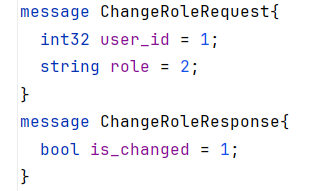 message ChangeRoleRequest{
  int32 user_id = 1;
  string role = 2;
}
message ChangeRoleResponse{
  bool is_changed = 1;
}